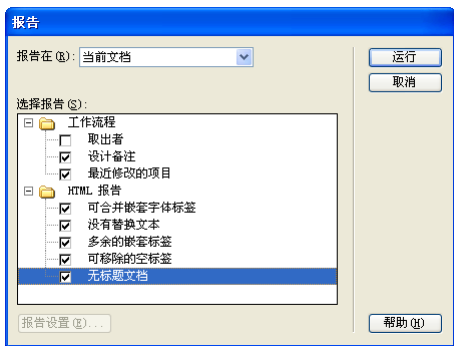 报告
报告在(R): 当前文档
运行
取消
选择报告(S):
工作流程
取出者
设计备注
最近修改的项目
HTML 报告
可合并嵌套字体标签
没有替换文本
多余的嵌套标签
可移除的空标签
无标题文档
报告设置(E)...
帮助(H)